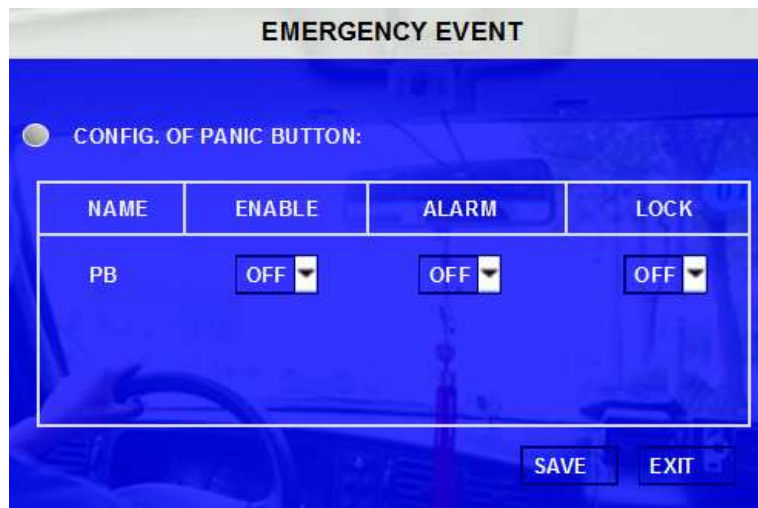 EMERGENCY EVENT
CONFIG. OF PANIC BUTTON:
NAME ENABLE ALARM LOCK
PB OFF OFF OFF
SAVE EXIT